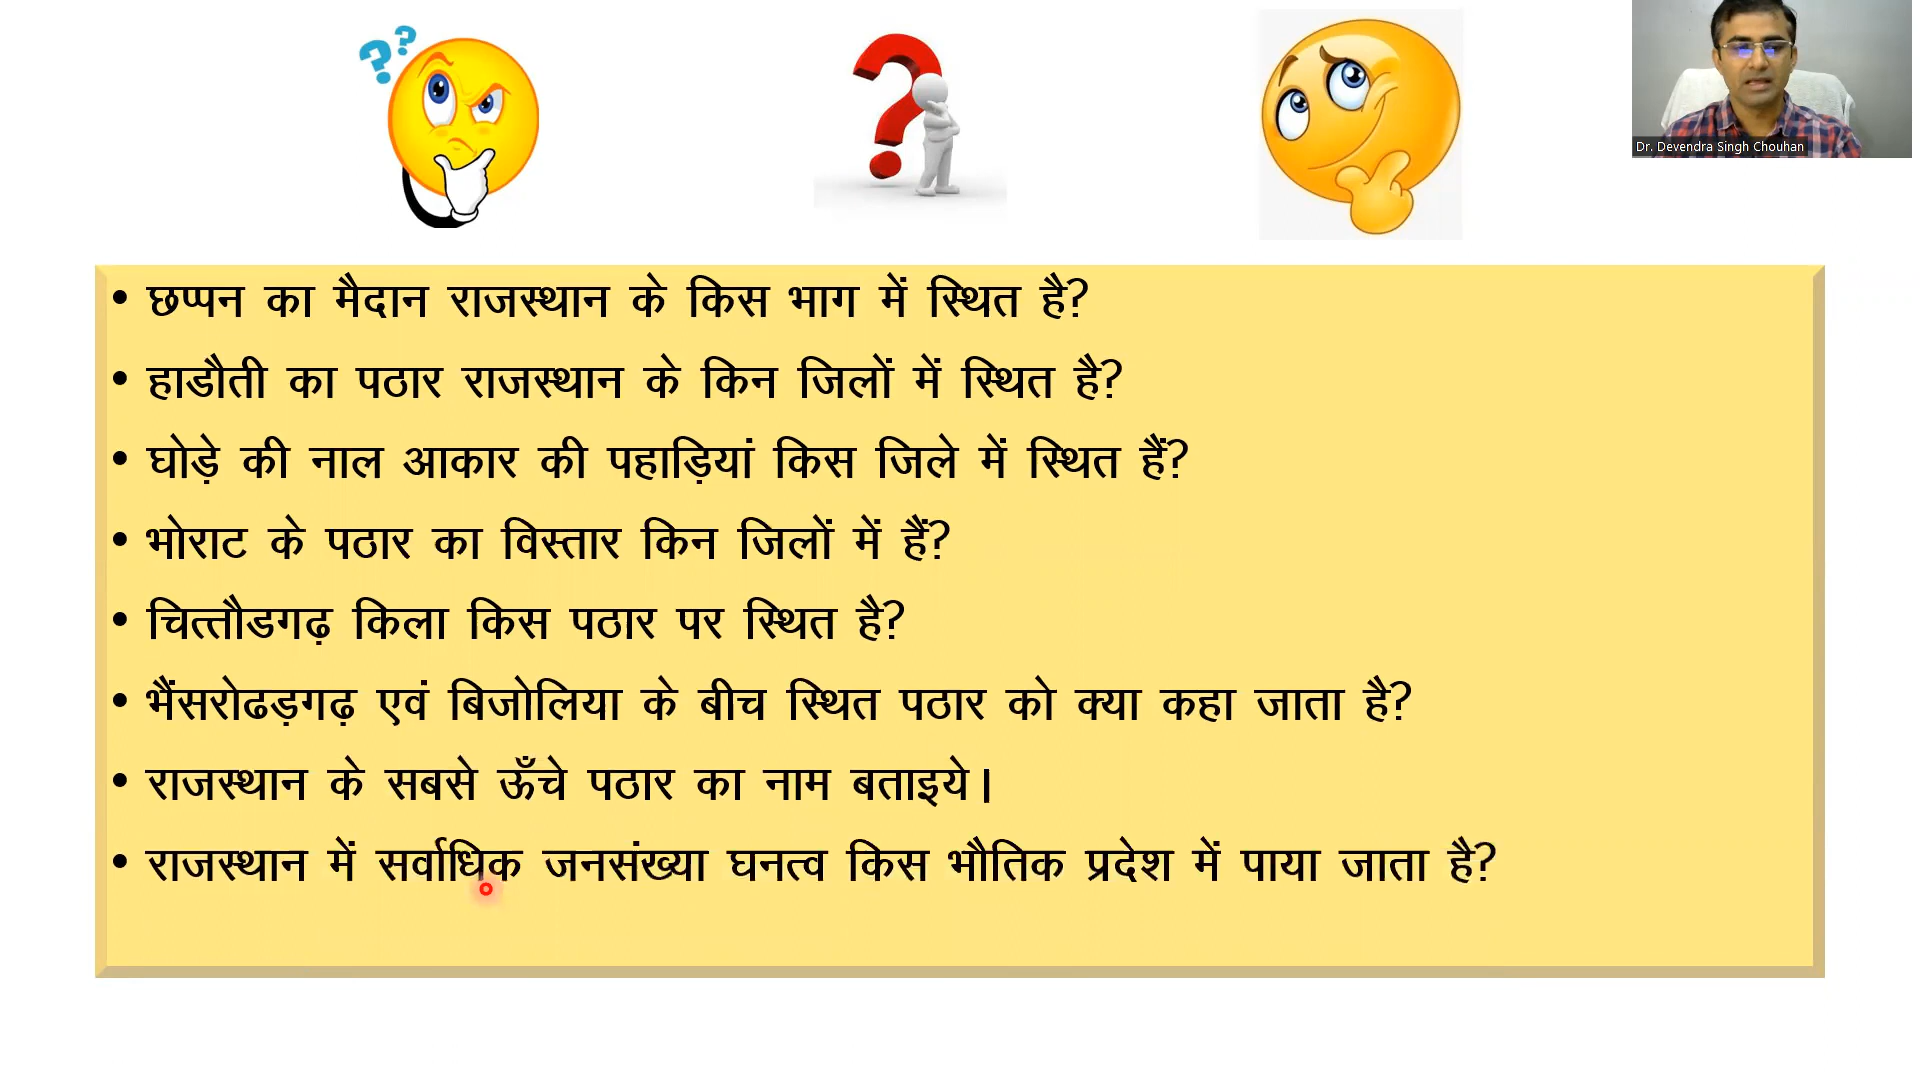 Dr. Devendra Singh Chouhan
• छप्पन का मैदान राजस्थान के किस भाग में स्थित है?
• हाडौती का पठार राजस्थान के किन जिलों में स्थित है?
• घोड़े की नाल आकार की पहाड़ियां किस जिले में स्थित हैं?
• भोराट के पठार का विस्तार किन जिलों में हैं?
• चित्तौडगढ़ किला किस पठार पर स्थित है?
• भैंसरोढड़गढ़ एवं बिजोलिया के बीच स्थित पठार को क्या कहा जाता है?
• राजस्थान के सबसे ऊँचे पठार का नाम बताइये।
• राजस्थान में सर्वाधिक जनसंख्या घनत्व किस भौतिक प्रदेश में पाया जाता है?